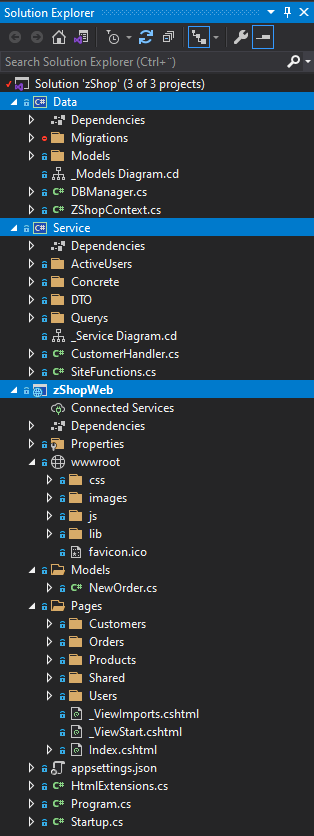 Solution Explorer
Search Solution Explorer (Ctrl+¨)
Solution 'zShop' (3 of 3 projects)
C# Data
Dependencies
Migrations
Models
_Models Diagram.cd
C# DBManager.cs
C# ZShopContext.cs
C# Service
Dependencies
ActiveUsers
Concrete
DTO
Querys
_Service Diagram.cd
C# CustomerHandler.cs
C# SiteFunctions.cs
zShopWeb
Connected Services
Dependencies
Properties
wwwroot
css
images
js
lib
favicon.ico
Models
C# NewOrder.cs
Pages
Customers
Orders
Products
Shared
Users
_ViewImports.cshtml
_ViewStart.cshtml
Index.cshtml
appsettings.json
C# HtmlExtensions.cs
C# Program.cs
C# Startup.cs